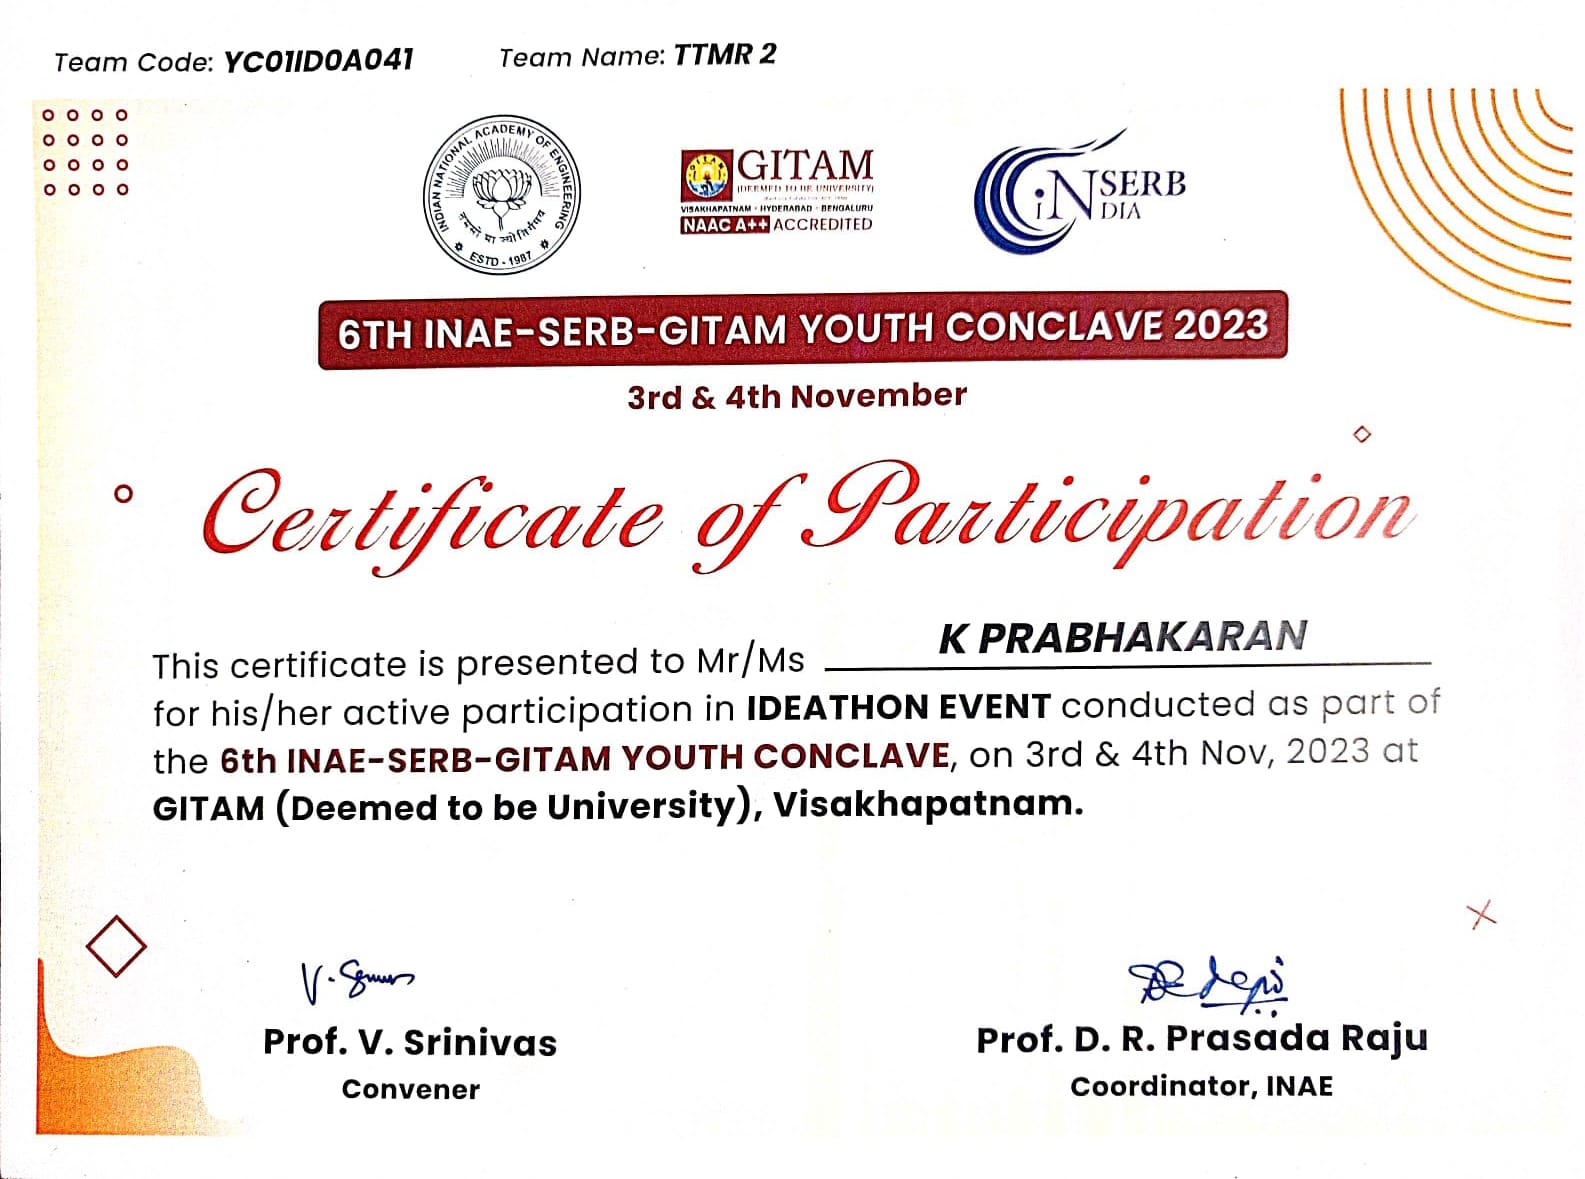 Team Code: YC01ID0A041 Team Name: TTMR 2
INDIAN NATIONAL ACADEMY OF ENGINEERING
तमसो मा ज्योतिर्गमय
ESTD - 1987
GITAM
(DEEMED TO BE UNIVERSITY)
VISAKHAPATNAM - HYDERABAD - BENGALURU
NAAC A++ ACCREDITED
iN SERB
DIA
6TH INAE-SERB-GITAM YOUTH CONCLAVE 2023
3rd & 4th November
Certificate of Participation
This certificate is presented to Mr/Ms K PRABHAKARAN
for his/her active participation in IDEATHON EVENT conducted as part of
the 6th INAE-SERB-GITAM YOUTH CONCLAVE, on 3rd & 4th Nov, 2023 at
GITAM (Deemed to be University), Visakhapatnam.
Prof. V. Srinivas
Convener
Prof. D. R. Prasada Raju
Coordinator, INAE